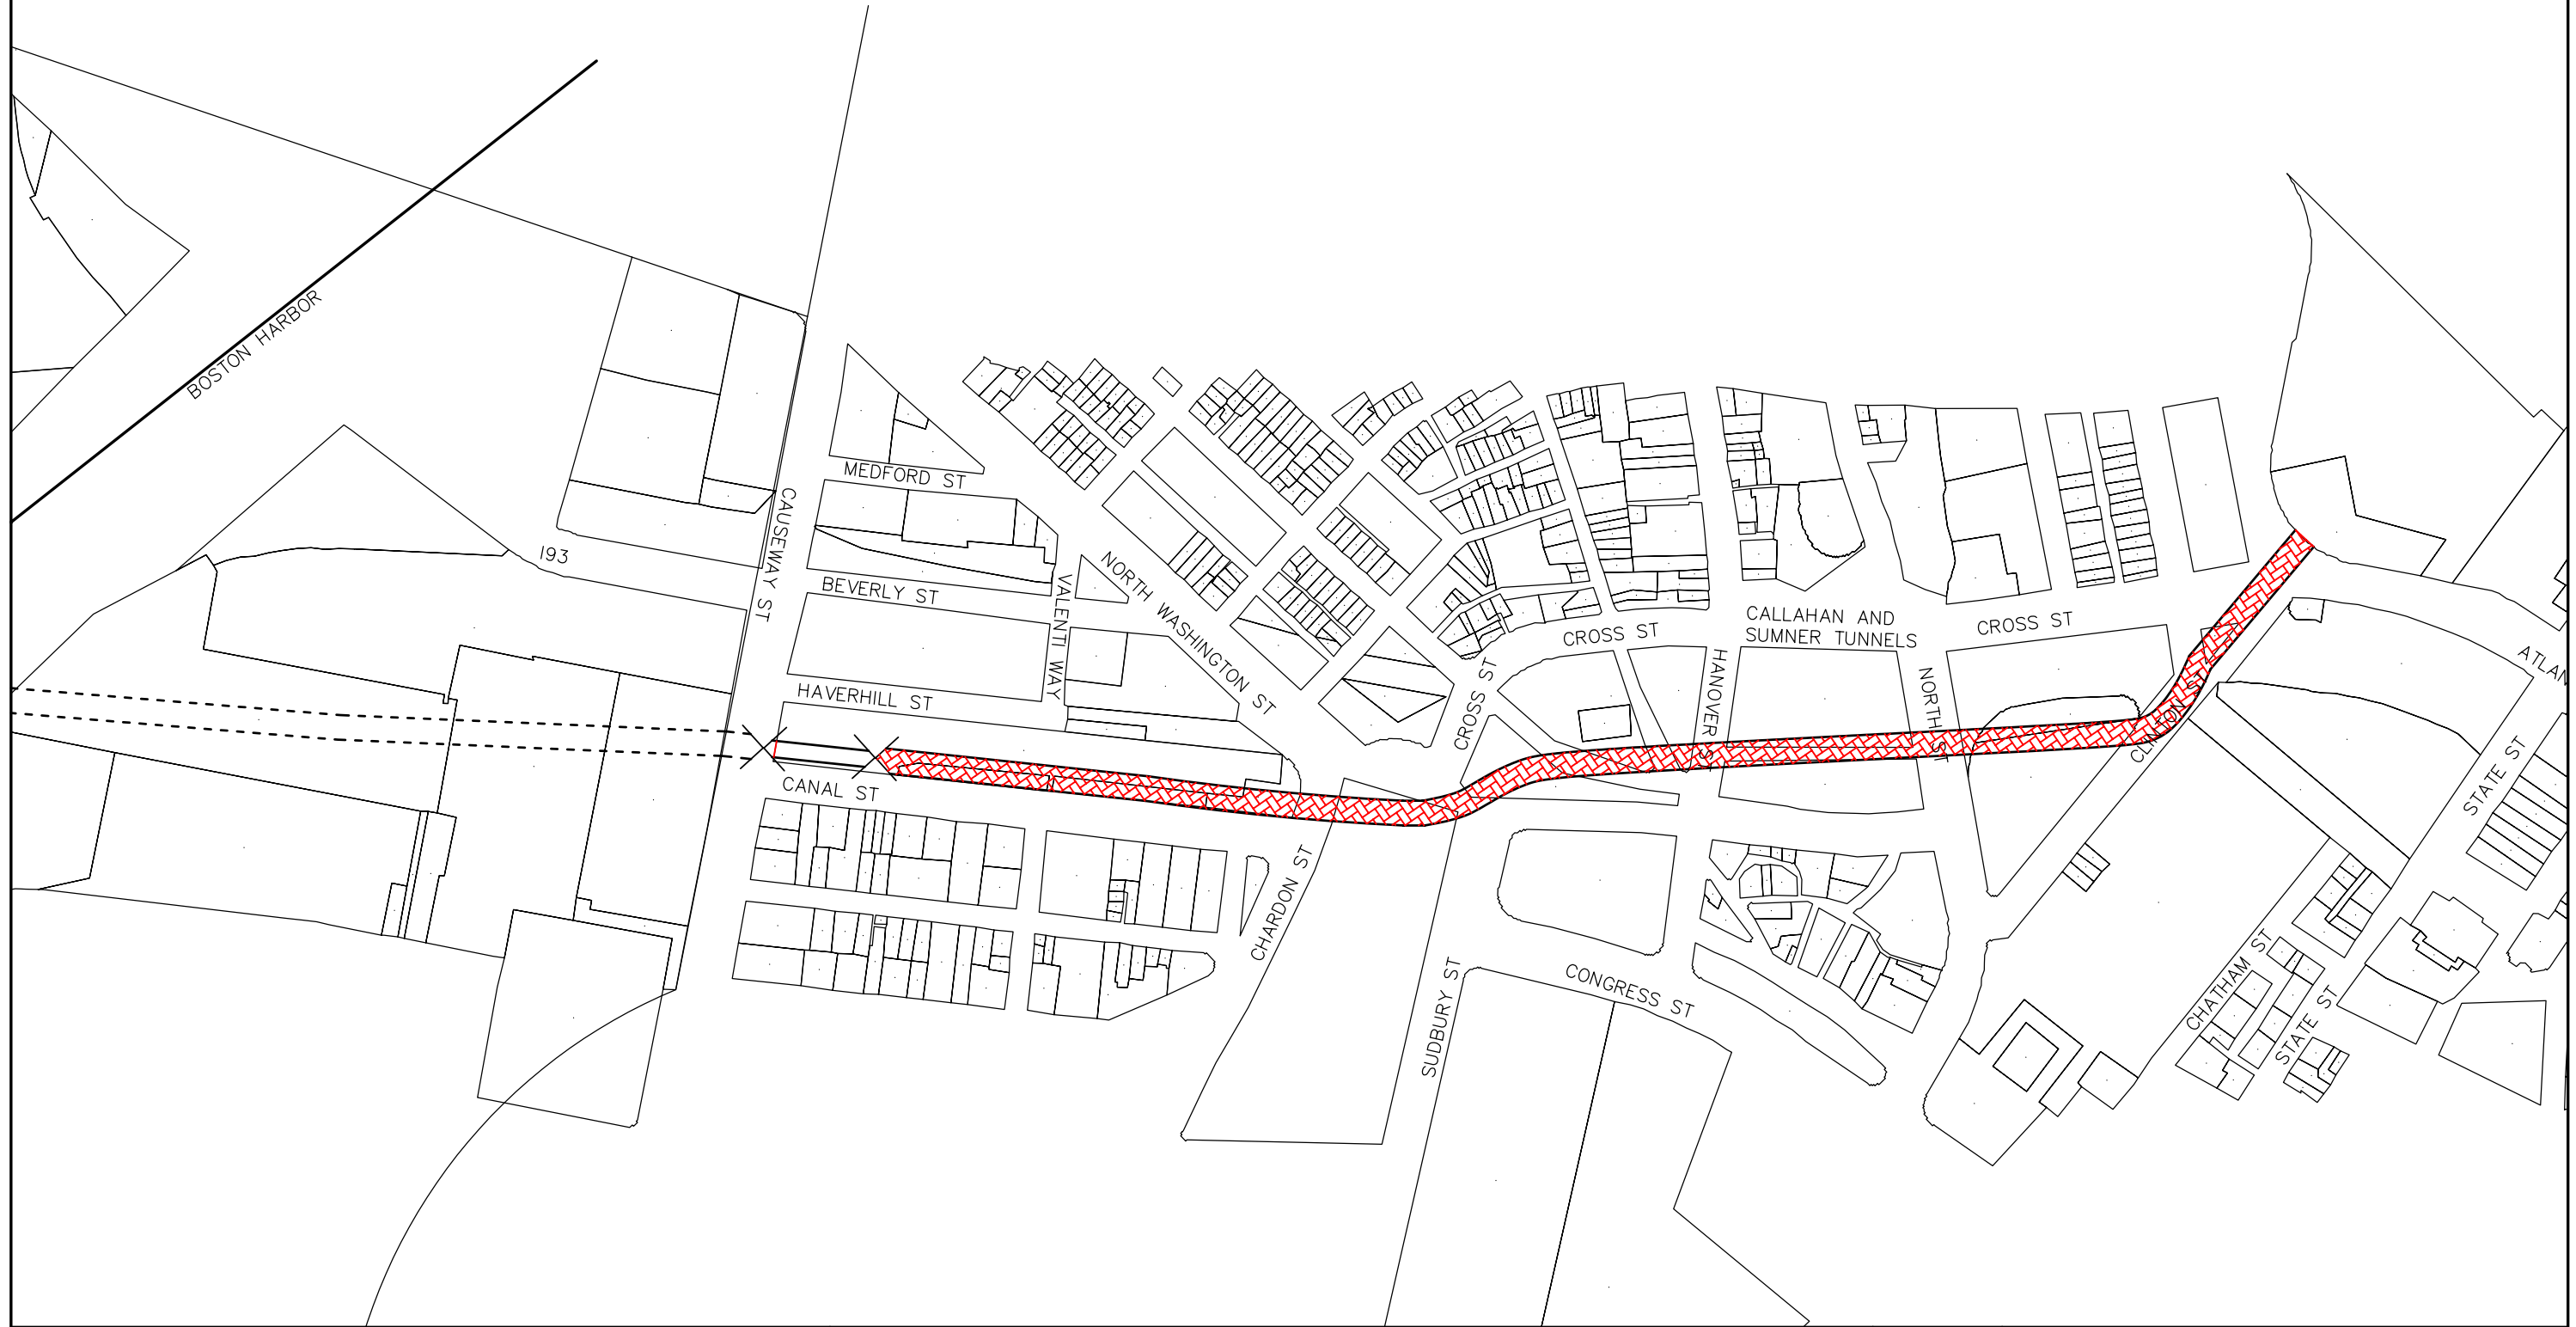 BOSTON HARBOR
I93
CAUSEWAY ST
MEDFORD ST
BEVERLY ST
VALENTI WAY
NORTH WASHINGTON ST
HAVERHILL ST
CANAL ST
CHARDON ST
CROSS ST
CROSS ST
SUDBURY ST
CONGRESS ST
HANOVER ST
CALLAHAN AND
SUMNER TUNNELS
NORTH ST
CROSS ST
CLINTON ST
ATLAN
STATE ST
CHATHAM ST
STATE ST